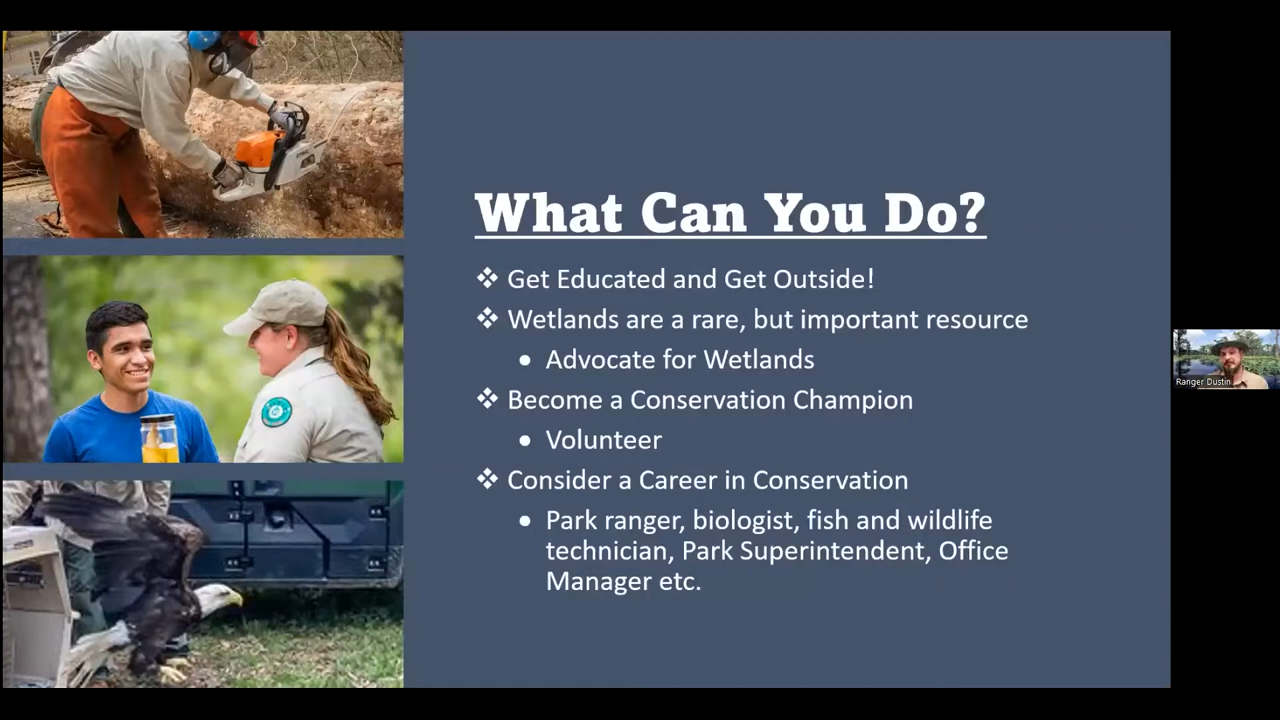 What Can You Do?
❖ Get Educated and Get Outside!
❖ Wetlands are a rare, but important resource
• Advocate for Wetlands
❖ Become a Conservation Champion
• Volunteer
❖ Consider a Career in Conservation
• Park ranger, biologist, fish and wildlife
technician, Park Superintendent, Office
Manager etc.
Ranger Dustin